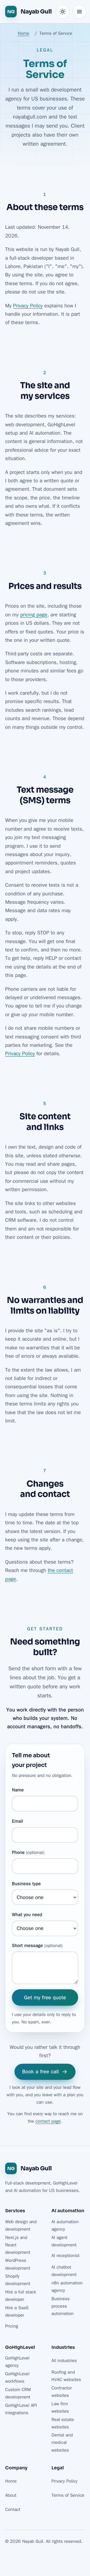 NG Nayab Gull
Home / Terms of Service
LEGAL
Terms of
Service
I run a small web development
agency for US businesses. These
terms cover your use of
nayabgull.com and the text
messages I may send you. Client
projects also have their own
written agreement.
1
About these terms
Last updated: November 14,
2026.
This website is run by Nayab Gull,
a full-stack developer based in
Lahore, Pakistan ("I", "me", "my").
By using the site, you agree to
these terms. If you do not agree,
please do not use the site.
My Privacy Policy explains how I
handle your information. It is part
of these terms.
2
The site and
my services
The site describes my services:
web development, GoHighLevel
setup and AI automation. The
content is general information, not
professional advice for your exact
situation.
A project starts only when you and
I both agree to a written quote or
agreement. That document sets
the scope, the price, the timeline
and who owns what. If it conflicts
with these terms, the written
agreement wins.
3
Prices and results
Prices on the site, including those
on my pricing page, are starting
prices in US dollars. They are not
offers or fixed quotes. Your price is
the one in your written quote.
Third-party costs are separate.
Software subscriptions, hosting,
phone numbers and similar tools go
to those providers.
I work carefully, but I do not
promise specific results. That
includes search rankings, lead
counts and revenue. These depend
on many things outside my control.
4
Text message
(SMS) terms
When you give me your mobile
number and agree to receive texts,
you join my text message
program. I use it to send
messages about your inquiry,
appointment reminders, quotes
and project updates.
Consent to receive texts is not a
condition of any purchase.
Message frequency varies.
Message and data rates may
apply.
To stop, reply STOP to any
message. You will get one final
text to confirm, and then no more.
To get help, reply HELP or contact
me using the details at the end of
this page.
Phone carriers are not liable for
delayed or undelivered messages.
You agree to tell me if you change
or give up your mobile number.
I do not share mobile numbers or
text messaging consent with third
parties for marketing. See the
Privacy Policy for details.
5
Site content
and links
I own the text, design and code of
this site, unless stated otherwise.
Please do not copy the site for
commercial use without my
written permission.
The site links to other websites
and tools, such as scheduling and
CRM software. I do not control
them and am not responsible for
their content or their policies.
6
No warranties and
limits on liability
I provide the site "as is". I try to
keep it accurate and online, but I
make no warranties that it will be
free of errors or always available.
To the extent the law allows, I am
not liable for indirect or
consequential losses that come
from using the site. Nothing in
these terms limits any rights you
have that the law does not let me
limit.
7
Changes
and contact
I may update these terms from
time to time. The date at the top
shows the latest version. If you
keep using the site after a change,
the new terms apply.
Questions about these terms?
Reach me through the contact
page.
GET STARTED
Need something
built?
Send the short form with a few
lines about the job. You get a
written quote before any work
starts.
You work directly with the person
who builds your system. No
account managers, no handoffs.
Tell me about
your project
No pressure and no obligation.
Name
Email
Phone (optional)
Business type
Choose one
What you need
Choose one
Short message (optional)
Get my free quote
I use your details only to reply to
you. No spam, ever.
Would you rather talk it through
first?
Book a free call →
I look at your site and your lead flow
with you, and you leave with a plan you
can use.
You can find every way to reach me on
the contact page.
NG Nayab Gull
Full-stack development, GoHighLevel
and AI automation for US businesses.
Services
Web design and
development
Next.js and
React
development
WordPress
development
Shopify
development
Hire a full stack
developer
Hire a SaaS
developer
Pricing
AI automation
AI automation
agency
AI agent
development
AI receptionist
AI chatbot
development
n8n automation
agency
Business
process
automation
GoHighLevel
GoHighLevel
agency
GoHighLevel
workflows
Custom CRM
development
GoHighLevel API
integrations
Industries
All industries
Roofing and
HVAC websites
Contractor
websites
Law firm
websites
Real estate
websites
Dental and
medical
websites
Company
Home
About
Contact
Legal
Privacy Policy
Terms of Service
© 2026 Nayab Gull. All rights reserved.